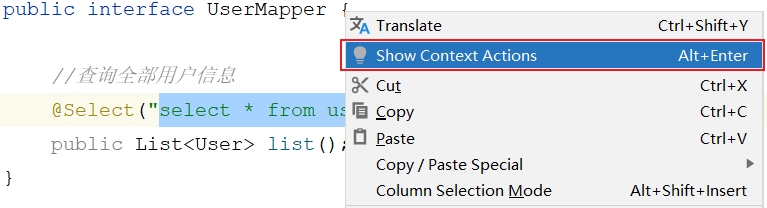 public interface UserMapper {
//查询全部用户信息
@Select("select * from us
public List<User> list();
}
Translate Ctrl+Shift+Y
Show Context Actions Alt+Enter
Cut Ctrl+X
Copy Ctrl+C
Paste Ctrl+V
Copy / Paste Special
Column Selection Mode Alt+Shift+Insert